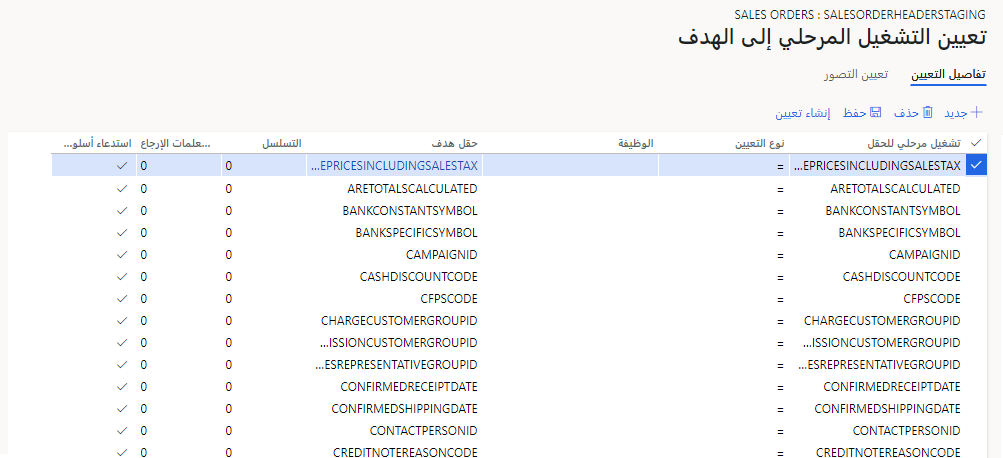 SALES ORDERS : SALESORDERHEADERSTAGING
تعيين التشغيل المرحلي إلى الهدف
تفاصيل التعيين تعيين التصور
جديد حذف حفظ إنشاء تعيين
تشغيل مرحلي للحقل نوع التعيين الوظيفة حقل هدف التسلسل ...علمات الإرجاع استدعاء أسلو...
EPRICESINCLUDINGSALESTAX... = EPRICESINCLUDINGSALESTAX... 0 0
ARETOTALSCALCULATED = ARETOTALSCALCULATED 0 0
BANKCONSTANTSYMBOL = BANKCONSTANTSYMBOL 0 0
BANKSPECIFICSYMBOL = BANKSPECIFICSYMBOL 0 0
CAMPAIGNID = CAMPAIGNID 0 0
CASHDISCOUNTCODE = CASHDISCOUNTCODE 0 0
CFPSCODE = CFPSCODE 0 0
CHARGECUSTOMERGROUPID = CHARGECUSTOMERGROUPID 0 0
...ISSIONCUSTOMERGROUPID = ...ISSIONCUSTOMERGROUPID 0 0
...ESREPRESENTATIVEGROUPID = ...ESREPRESENTATIVEGROUPID 0 0
CONFIRMEDRECEIPTDATE = CONFIRMEDRECEIPTDATE 0 0
CONFIRMEDSHIPPINGDATE = CONFIRMEDSHIPPINGDATE 0 0
CONTACTPERSONID = CONTACTPERSONID 0 0
CREDITNOTEREASONCODE = CREDITNOTEREASONCODE 0 0